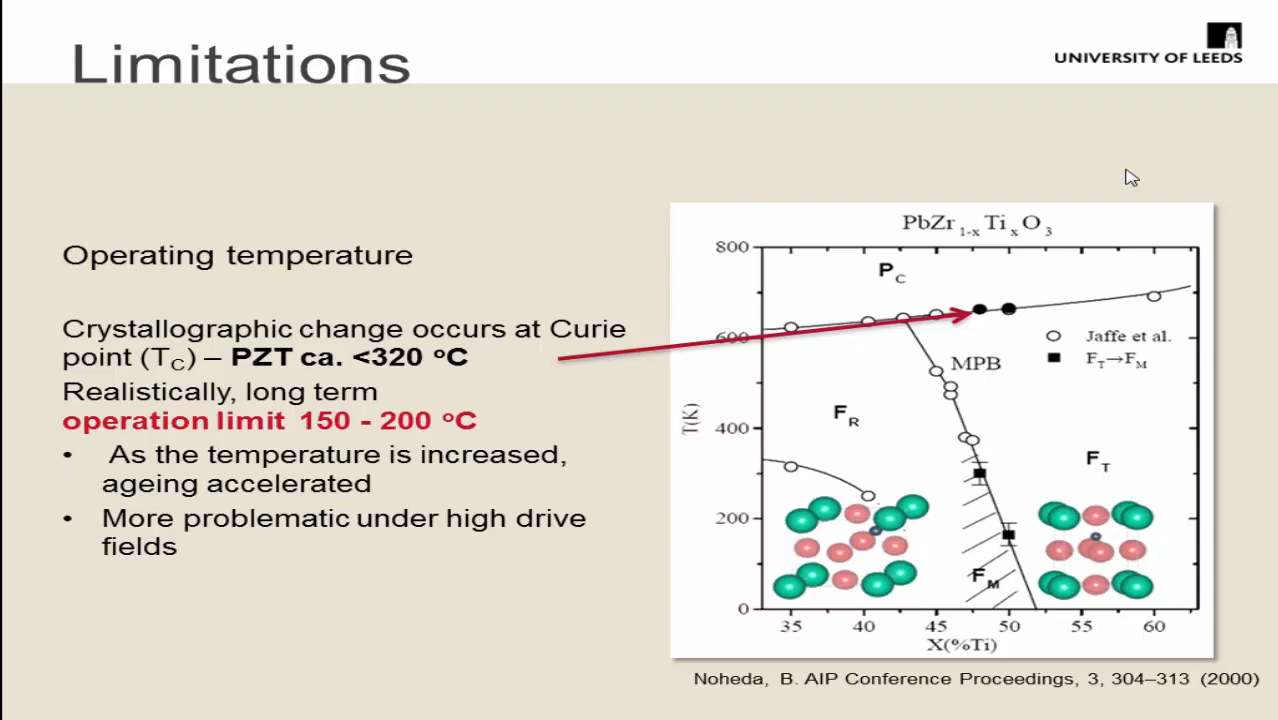 Limitations
UNIVERSITY OF LEEDS
Operating temperature
Crystallographic change occurs at Curie
point (TC) – PZT ca. <320 ºC
Realistically, long term
operation limit 150 - 200 ºC
• As the temperature is increased,
ageing accelerated
• More problematic under high drive
fields
PbZr1-xTixO3
800
600
400
200
0
T(K)
PC
MPB
FR
FT
FM
Jaffe et al.
FT→FM
35 40 45 50 55 60
X(%Ti)
Noheda, B. AIP Conference Proceedings, 3, 304–313 (2000)